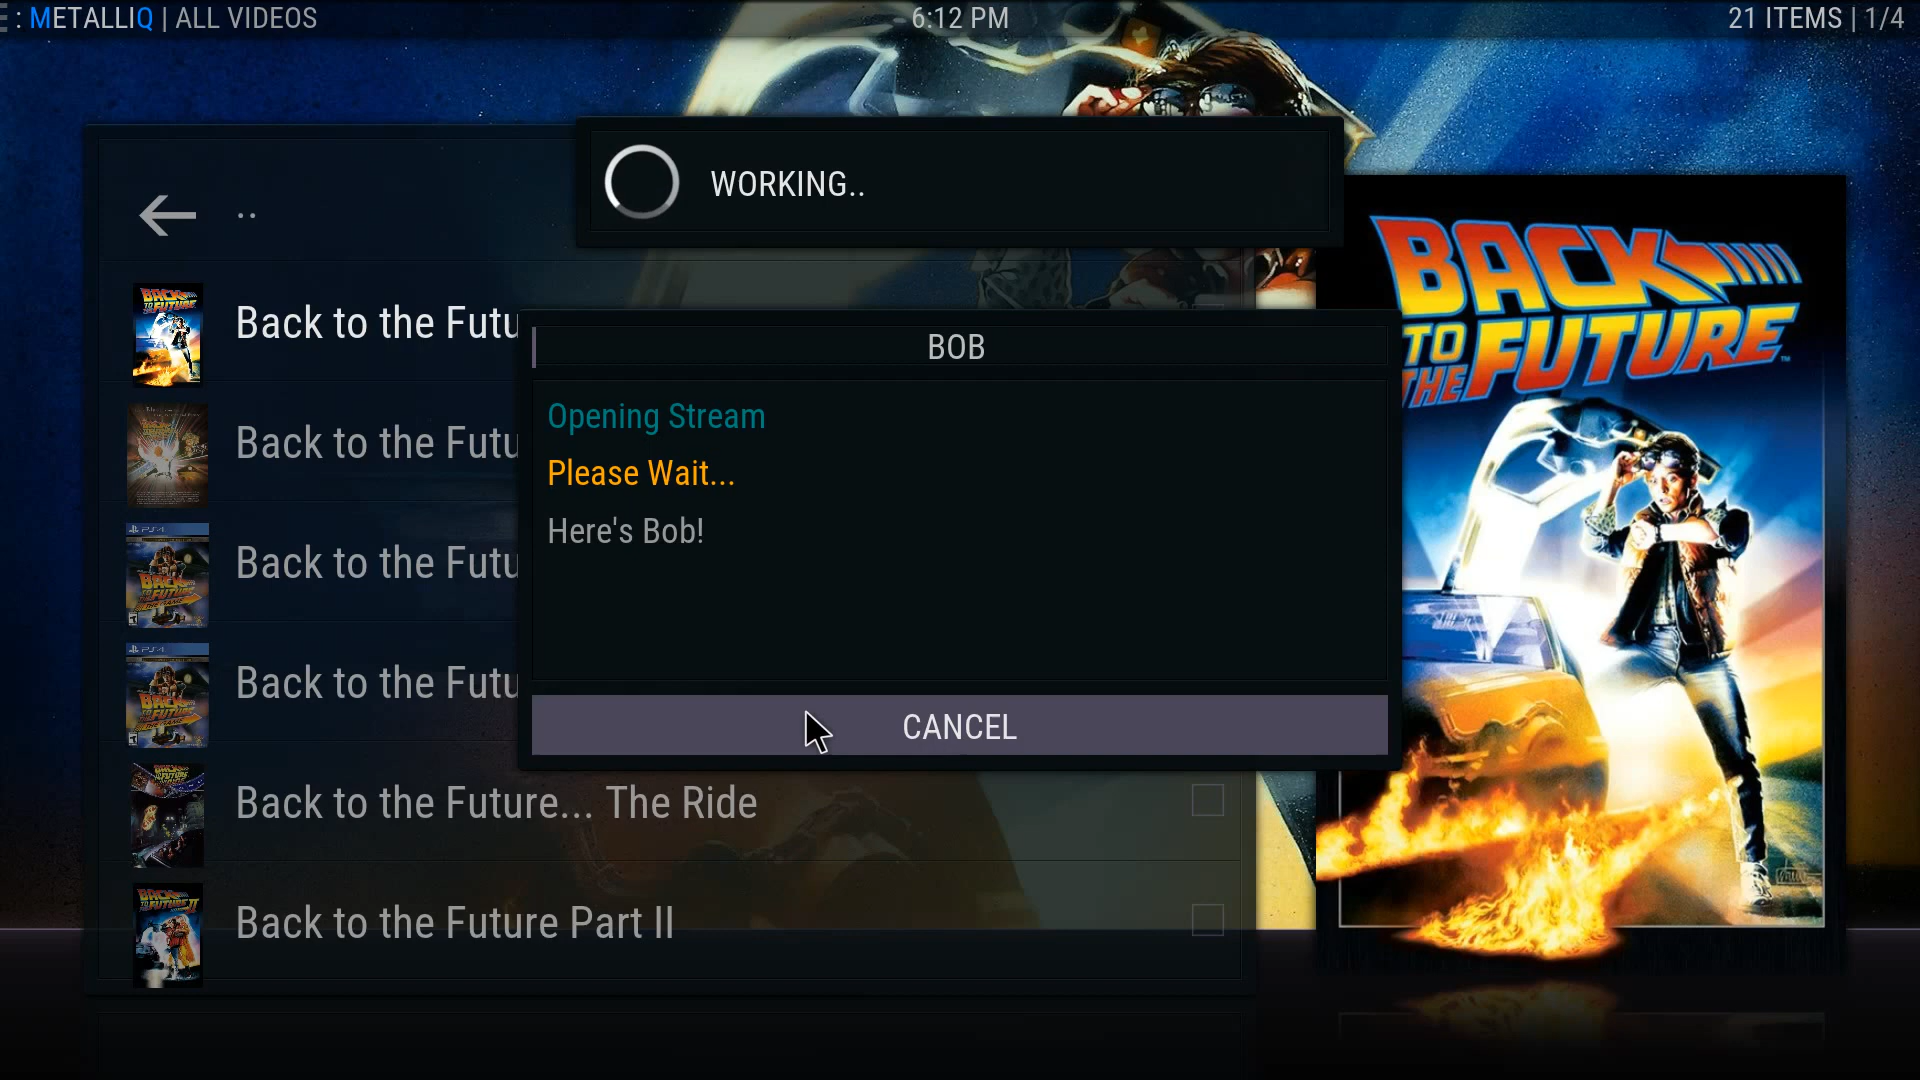 : METALLIQ | ALL VIDEOS
6:12 PM
21 ITEMS | 1/4
WORKING..
..
Back to the Futu
BOB
Opening Stream
Please Wait...
Here's Bob!
CANCEL
Back to the Futu
Back to the Futu
Back to the Futu
Back to the Future... The Ride
Back to the Future Part II
BACK
TO
THE FUTURE